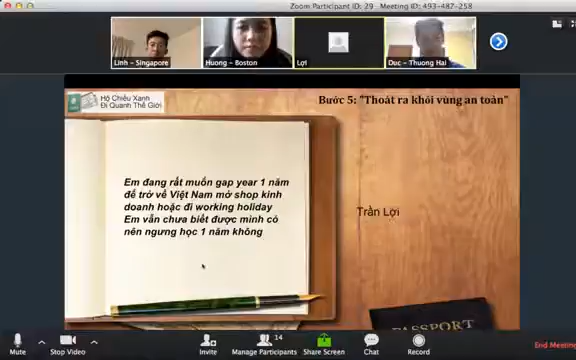 Zoom Participant ID: 29 Meeting ID: 493-487-258
Linh – Singapore
Huong – Boston
Lợi
Duc – Thuong Hai
Hộ Chiếu Xanh
Đi Quanh Thế Giới
Bước 5: "Thoát ra khỏi vùng an toàn"
Em đang rất muốn gap year 1 năm
để trở về Việt Nam mở shop kinh
doanh hoặc đi working holiday
Em vẫn chưa biết được mình có
nên ngưng học 1 năm không
Trần Lợi
PASSPORT
Mute
Stop Video
Invite
14
Manage Participants
Share Screen
Chat
Record
End Meeting